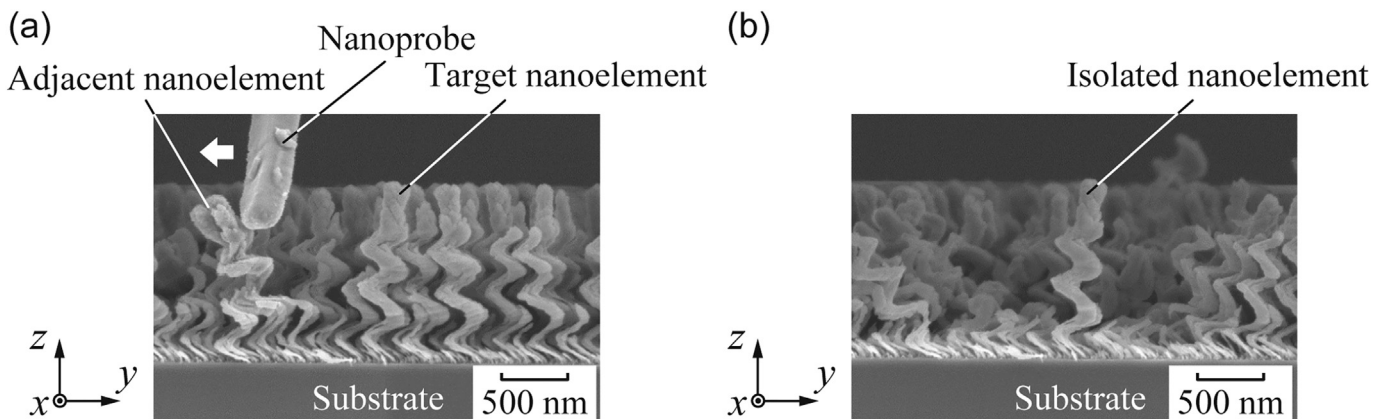 (a)
Nanoprobe
Adjacent nanoelement
Target nanoelement
z
y
x
Substrate
500 nm
(b)
Isolated nanoelement
z
y
x
Substrate
500 nm